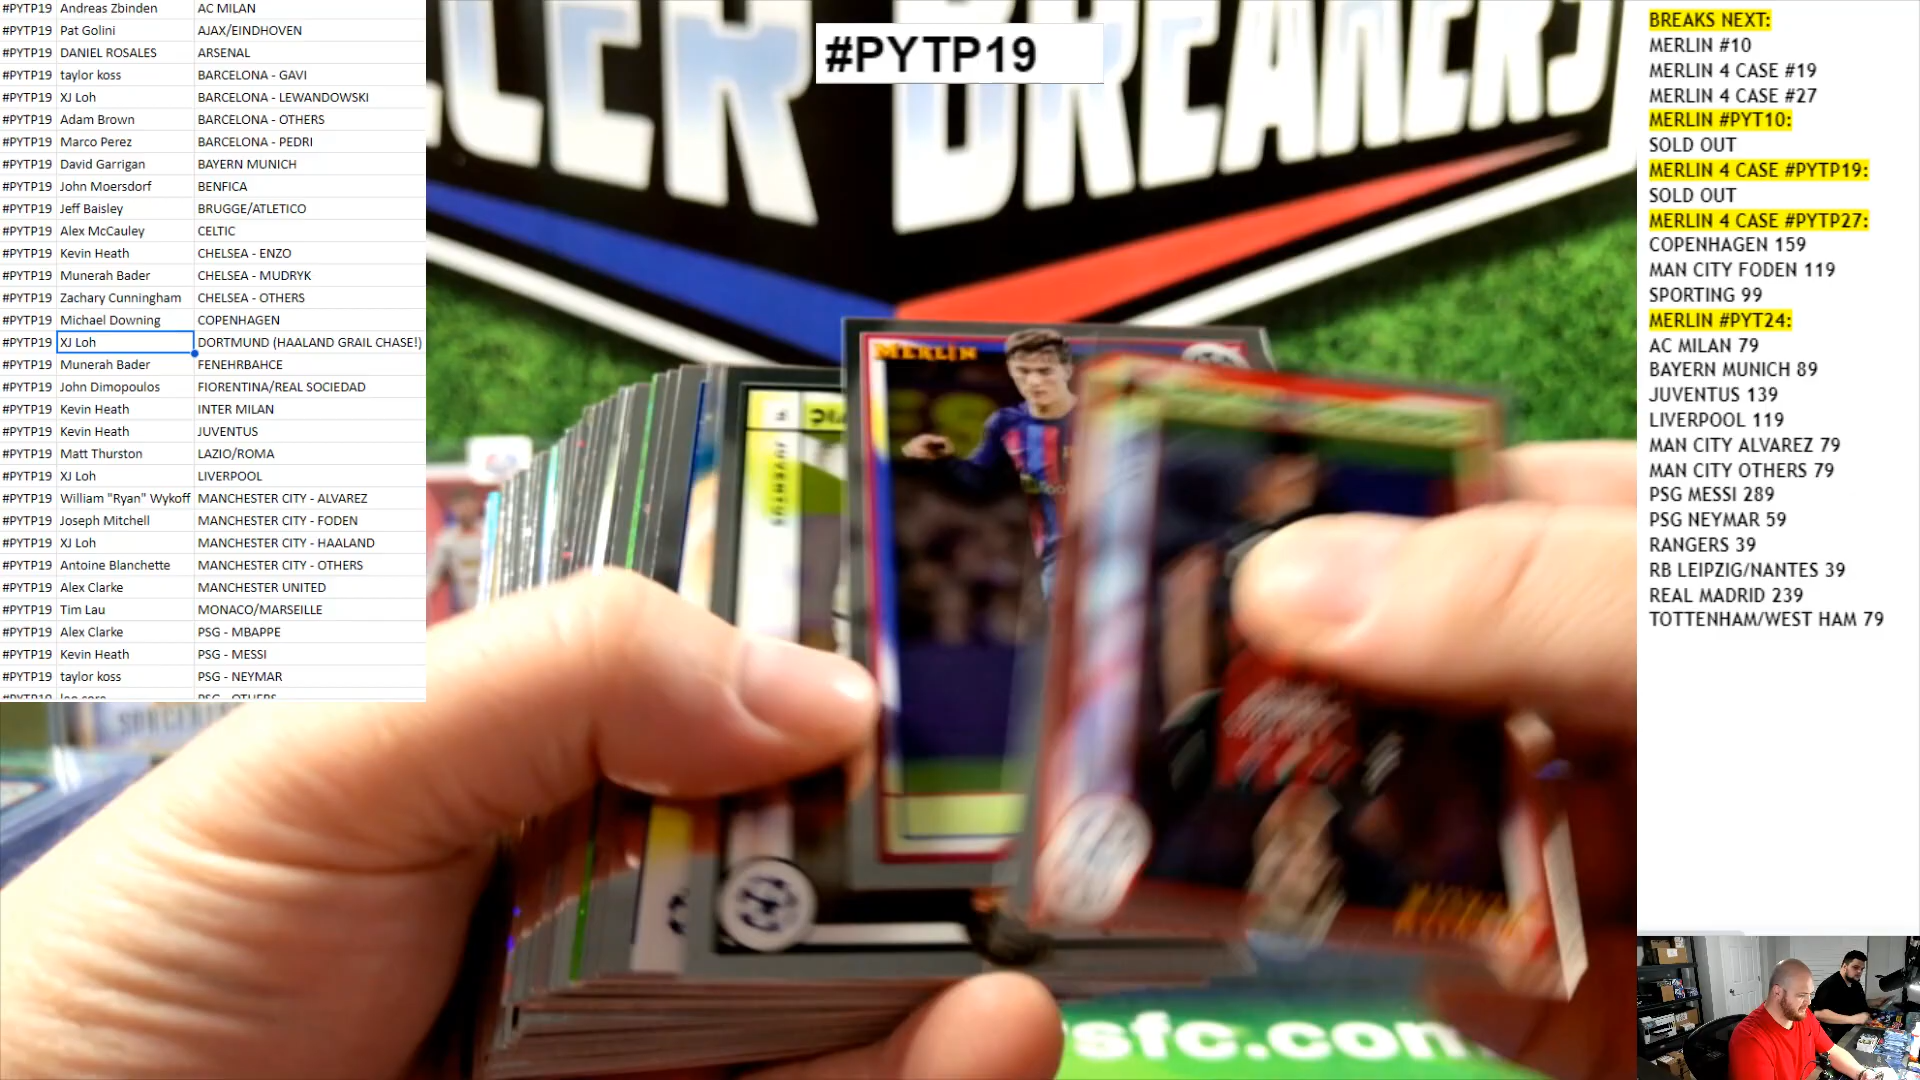 #PYTP19 Andreas Zbinden AC MILAN
#PYTP19 Pat Golini AJAX/EINDHOVEN
#PYTP19 DANIEL ROSALES ARSENAL
#PYTP19 taylor koss BARCELONA - GAVI
#PYTP19 XJ Loh BARCELONA - LEWANDOWSKI
#PYTP19 Adam Brown BARCELONA - OTHERS
#PYTP19 Marco Perez BARCELONA - PEDRI
#PYTP19 David Garrigan BAYERN MUNICH
#PYTP19 John Moersdorf BENFICA
#PYTP19 Jeff Baisley BRUGGE/ATLETICO
#PYTP19 Alex McCauley CELTIC
#PYTP19 Kevin Heath CHELSEA - ENZO
#PYTP19 Munerah Bader CHELSEA - MUDRYK
#PYTP19 Zachary Cunningham CHELSEA - OTHERS
#PYTP19 Michael Downing COPENHAGEN
#PYTP19 XJ Loh DORTMUND (HAALAND GRAIL CHASE!)
#PYTP19 Munerah Bader FENEHRBAHCE
#PYTP19 John Dimopoulos FIORENTINA/REAL SOCIEDAD
#PYTP19 Kevin Heath INTER MILAN
#PYTP19 Kevin Heath JUVENTUS
#PYTP19 Matt Thurston LAZIO/ROMA
#PYTP19 XJ Loh LIVERPOOL
#PYTP19 William "Ryan" Wykoff MANCHESTER CITY - ALVAREZ
#PYTP19 Joseph Mitchell MANCHESTER CITY - FODEN
#PYTP19 XJ Loh MANCHESTER CITY - HAALAND
#PYTP19 Antoine Blanchette MANCHESTER CITY - OTHERS
#PYTP19 Alex Clarke MANCHESTER UNITED
#PYTP19 Tim Lau MONACO/MARSEILLE
#PYTP19 Alex Clarke PSG - MBAPPE
#PYTP19 Kevin Heath PSG - MESSI
#PYTP19 taylor koss PSG - NEYMAR
#PYTP19 PSG - OTHERS
#PYTP19
BREAKERS
MERLIN
sfc.com
BREAKS NEXT:
MERLIN #10
MERLIN 4 CASE #19
MERLIN 4 CASE #27
MERLIN #PYT10:
SOLD OUT
MERLIN 4 CASE #PYTP19:
SOLD OUT
MERLIN 4 CASE #PYTP27:
COPENHAGEN 159
MAN CITY FODEN 119
SPORTING 99
MERLIN #PYT24:
AC MILAN 79
BAYERN MUNICH 89
JUVENTUS 139
LIVERPOOL 119
MAN CITY ALVAREZ 79
MAN CITY OTHERS 79
PSG MESSI 289
PSG NEYMAR 59
RANGERS 39
RB LEIPZIG/NANTES 39
REAL MADRID 239
TOTTENHAM/WEST HAM 79